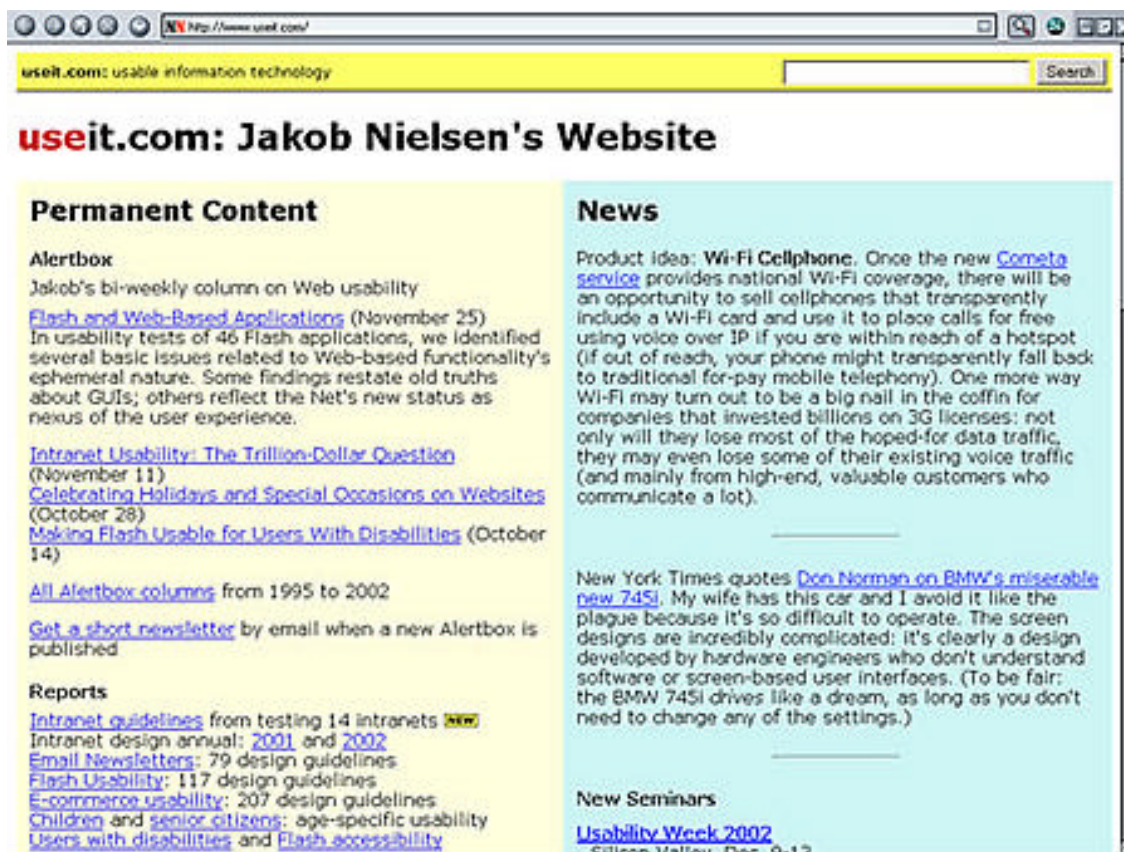 http://www.useit.com/
useit.com: usable information technology
Search
useit.com: Jakob Nielsen's Website
Permanent Content
Alertbox
Jakob's bi-weekly column on Web usability
Flash and Web-Based Applications (November 25)
In usability tests of 46 Flash applications, we identified
several basic issues related to Web-based functionality's
ephemeral nature. Some findings restate old truths
about GUIs; others reflect the Net's new status as
nexus of the user experience.
Intranet Usability: The Trillion-Dollar Question
(November 11)
Celebrating Holidays and Special Occasions on Websites
(October 28)
Making Flash Usable for Users With Disabilities (October
14)
All Alertbox columns from 1995 to 2002
Get a short newsletter by email when a new Alertbox is
published
Reports
Intranet guidelines from testing 14 intranets NEW
Intranet design annual: 2001 and 2002
Email Newsletters: 79 design guidelines
Flash Usability: 117 design guidelines
E-commerce usability: 207 design guidelines
Children and senior citizens: age-specific usability
Users with disabilities and Flash accessibility
News
Product idea: Wi-Fi Cellphone. Once the new Cometa
service provides national Wi-Fi coverage, there will be
an opportunity to sell cellphones that transparently
include a Wi-Fi card and use it to place calls for free
using voice over IP if you are within reach of a hotspot
(if out of reach, your phone might transparently fall back
to traditional for-pay mobile telephony). One more way
Wi-Fi may turn out to be a big nail in the coffin for
companies that invested billions on 3G licenses: not
only will they lose most of the hoped-for data traffic,
they may even lose some of their existing voice traffic
(and mainly from high-end, valuable customers who
communicate a lot).
New York Times quotes Don Norman on BMW's miserable
new 745i. My wife has this car and I avoid it like the
plague because it's so difficult to operate. The screen
designs are incredibly complicated: it's clearly a design
developed by hardware engineers who don't understand
software or screen-based user interfaces. (To be fair:
the BMW 745i drives like a dream, as long as you don't
need to change any of the settings.)
New Seminars
Usability Week 2002
Silicon Valley, Dec. 9-13